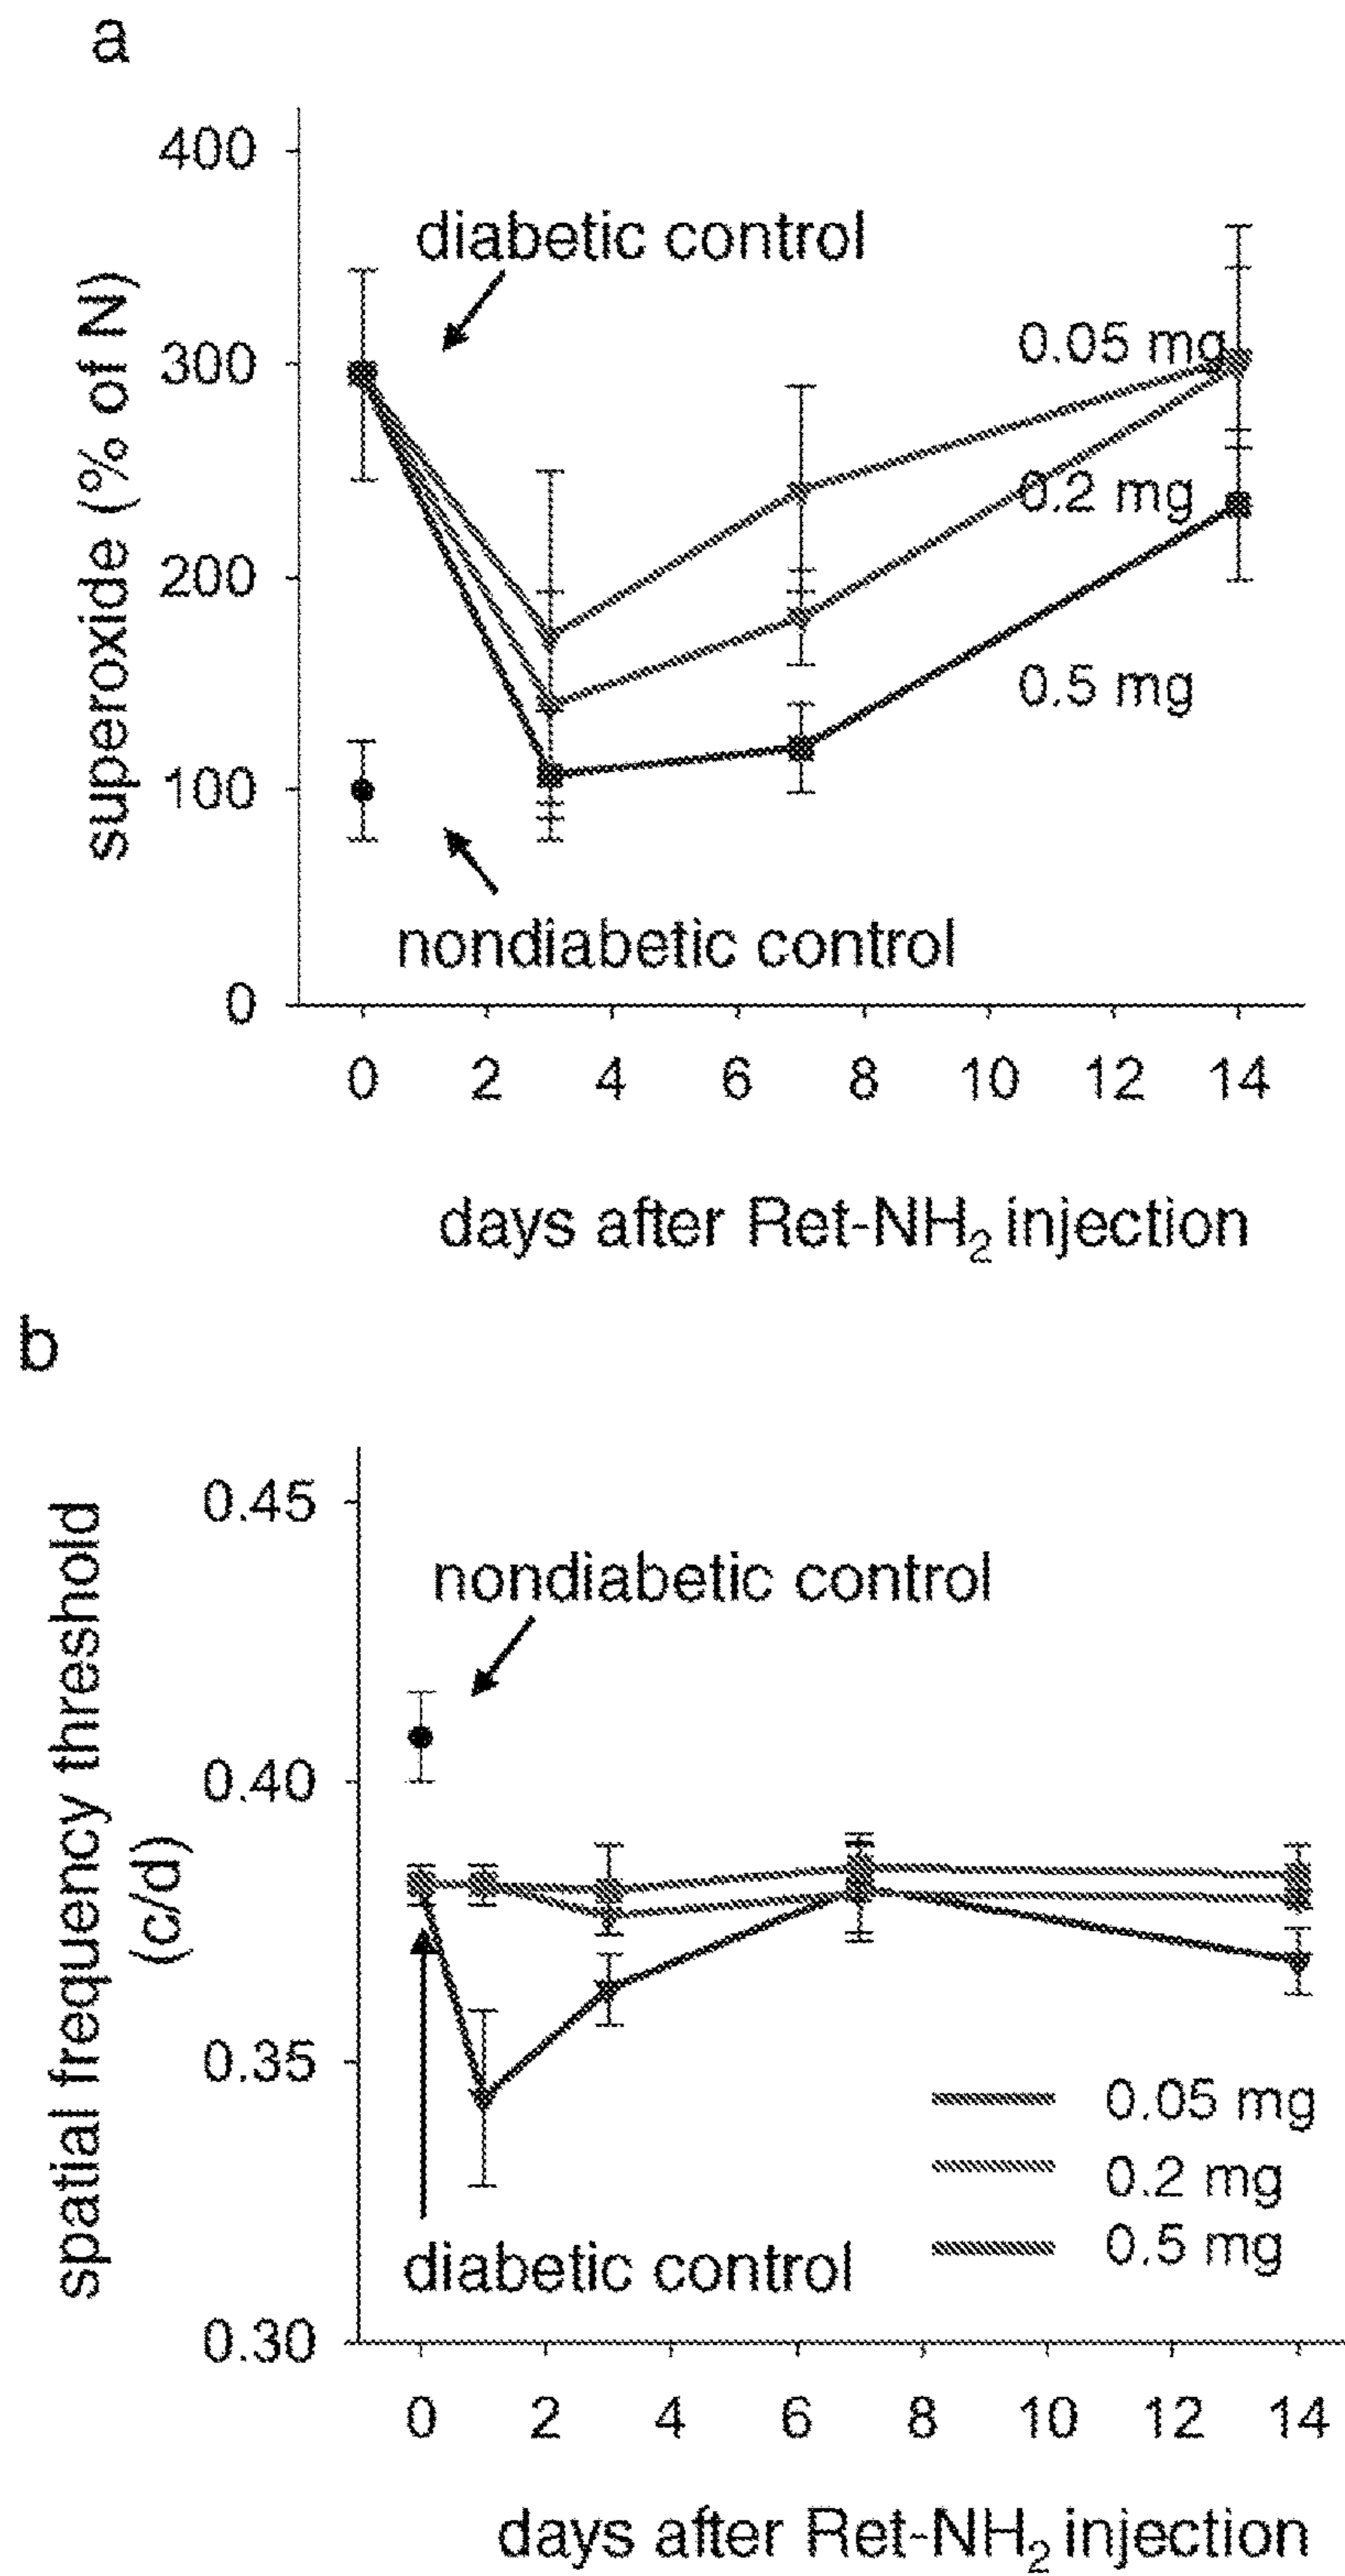 a
400
300
200
100
0
superoxide (% of N)
diabetic control
0.05 mg
0.2 mg
0.5 mg
nondiabetic control
0 2 4 6 8 10 12 14
days after Ret-NH₂ injection
b
0.45
0.40
0.35
0.30
spatial frequency threshold
(c/d)
nondiabetic control
0.05 mg
0.2 mg
0.5 mg
diabetic control
0 2 4 6 8 10 12 14
days after Ret-NH₂ injection